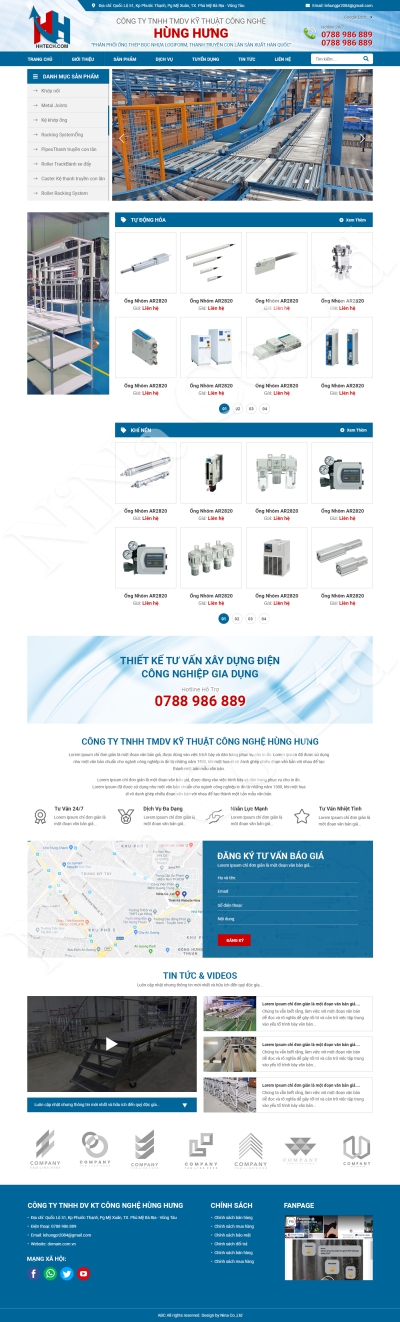 Địa chỉ: Quốc Lộ 51, Kp Phước Thạnh, Pg Mỹ Xuân, TX. Phú Mỹ Bà Rịa - Vũng Tàu
Email: lxhungpt2084@gmail.com
HHTECH.COM
CÔNG TY TNHH TMDV KỸ THUẬT CÔNG NGHỆ
HÙNG HƯNG
"PHÂN PHỐI ỐNG THÉP BỌC NHỰA LOGIFORM, THANH TRUYỀN CON LĂN SẢN XUẤT HÀN QUỐC"
Hotline 24/7
0788 986 889
0788 986 889
TRANG CHỦ
GIỚI THIỆU
SẢN PHẨM
DỊCH VỤ
TUYỂN DỤNG
TIN TỨC
LIÊN HỆ
Tìm kiếm...
DANH MỤC SẢN PHẨM
Khớp nối
Metal Joints
Kệ khớp ống
Racking System/Ống
PipesThanh truyền con lăn
Roller TrackBánh xe đẩy
Caster Kệ thanh truyền con lăn
Roller Racking System
TỰ ĐỘNG HÓA
Xem Thêm
Ống Nhôm AR2820
Ống Nhôm AR2820
Ống Nhôm AR2820
Ống Nhôm AR2820
Giá: Liên hệ
Giá: Liên hệ
Giá: Liên hệ
Giá: Liên hệ
Ống Nhôm AR2820
Ống Nhôm AR2820
Ống Nhôm AR2820
Ống Nhôm AR2820
Giá: Liên hệ
Giá: Liên hệ
Giá: Liên hệ
Giá: Liên hệ
01 02 03 04
KHÍ NÉN
Xem Thêm
Ống Nhôm AR2820
Ống Nhôm AR2820
Ống Nhôm AR2820
Ống Nhôm AR2820
Giá: Liên hệ
Giá: Liên hệ
Giá: Liên hệ
Giá: Liên hệ
Ống Nhôm AR2820
Ống Nhôm AR2820
Ống Nhôm AR2820
Ống Nhôm AR2820
Giá: Liên hệ
Giá: Liên hệ
Giá: Liên hệ
Giá: Liên hệ
01 02 03 04
THIẾT KẾ TƯ VẤN XÂY DỰNG ĐIỆN
CÔNG NGHIỆP GIA DỤNG
Hotline Hỗ Trợ
0788 986 889
CÔNG TY TNHH TMDV KỸ THUẬT CÔNG NGHỆ HÙNG HƯNG
Tư Vấn 24/7
Lorem Ipsum chỉ đơn giản là
một đoạn văn bản giả.
Dịch Vụ Đa Dạng
Lorem Ipsum chỉ đơn giản là
một đoạn văn bản giả.
Nhân Lực Mạnh
Lorem Ipsum chỉ đơn giản là
một đoạn văn bản giả.
Tư Vấn Nhiệt Tình
Lorem Ipsum chỉ đơn giản là
một đoạn văn bản giả.
ĐĂNG KÝ TƯ VẤN BÁO GIÁ
Lorem Ipsum chỉ đơn giản là một đoạn văn bản giả.
Họ và tên
Email
Số điện thoại
Nội dung
ĐĂNG KÝ
TIN TỨC & VIDEOS
Luôn cập nhật nhưng thông tin mới nhất và hữu ích đến quý độc giả...
Luôn cập nhật nhưng thông tin mới nhất và hữu ích đến quý độc giả...
Lorem Ipsum chỉ đơn giản là một đoạn văn bản giả ...
Lorem Ipsum chỉ đơn giản là một đoạn văn bản giả ...
Lorem Ipsum chỉ đơn giản là một đoạn văn bản giả ...
COMPANY
COMPANY
COMPANY
COMPANY
COMPANY
COMPANY
COMPANY
CÔNG TY TNHH DV KT CÔNG NGHỆ HÙNG HƯNG
Địa chỉ: Quốc Lộ 51, Kp Phước Thạnh, Pg Mỹ Xuân, TX. Phú Mỹ Bà Rịa - Vũng Tàu
Điện thoại: 0788 986 889
Email: lxhungpt2084@gmail.com
Website: domain.com.vn
MẠNG XÃ HỘI:
CHÍNH SÁCH
Chính sách bán hàng
Chính sách mua hàng
Chính sách bảo mật
Chính sách đổi trả
Chính sách bán hàng
Chính sách mua hàng
FANPAGE
ABC All rights reserved. Design by Nina Co.,Ltd